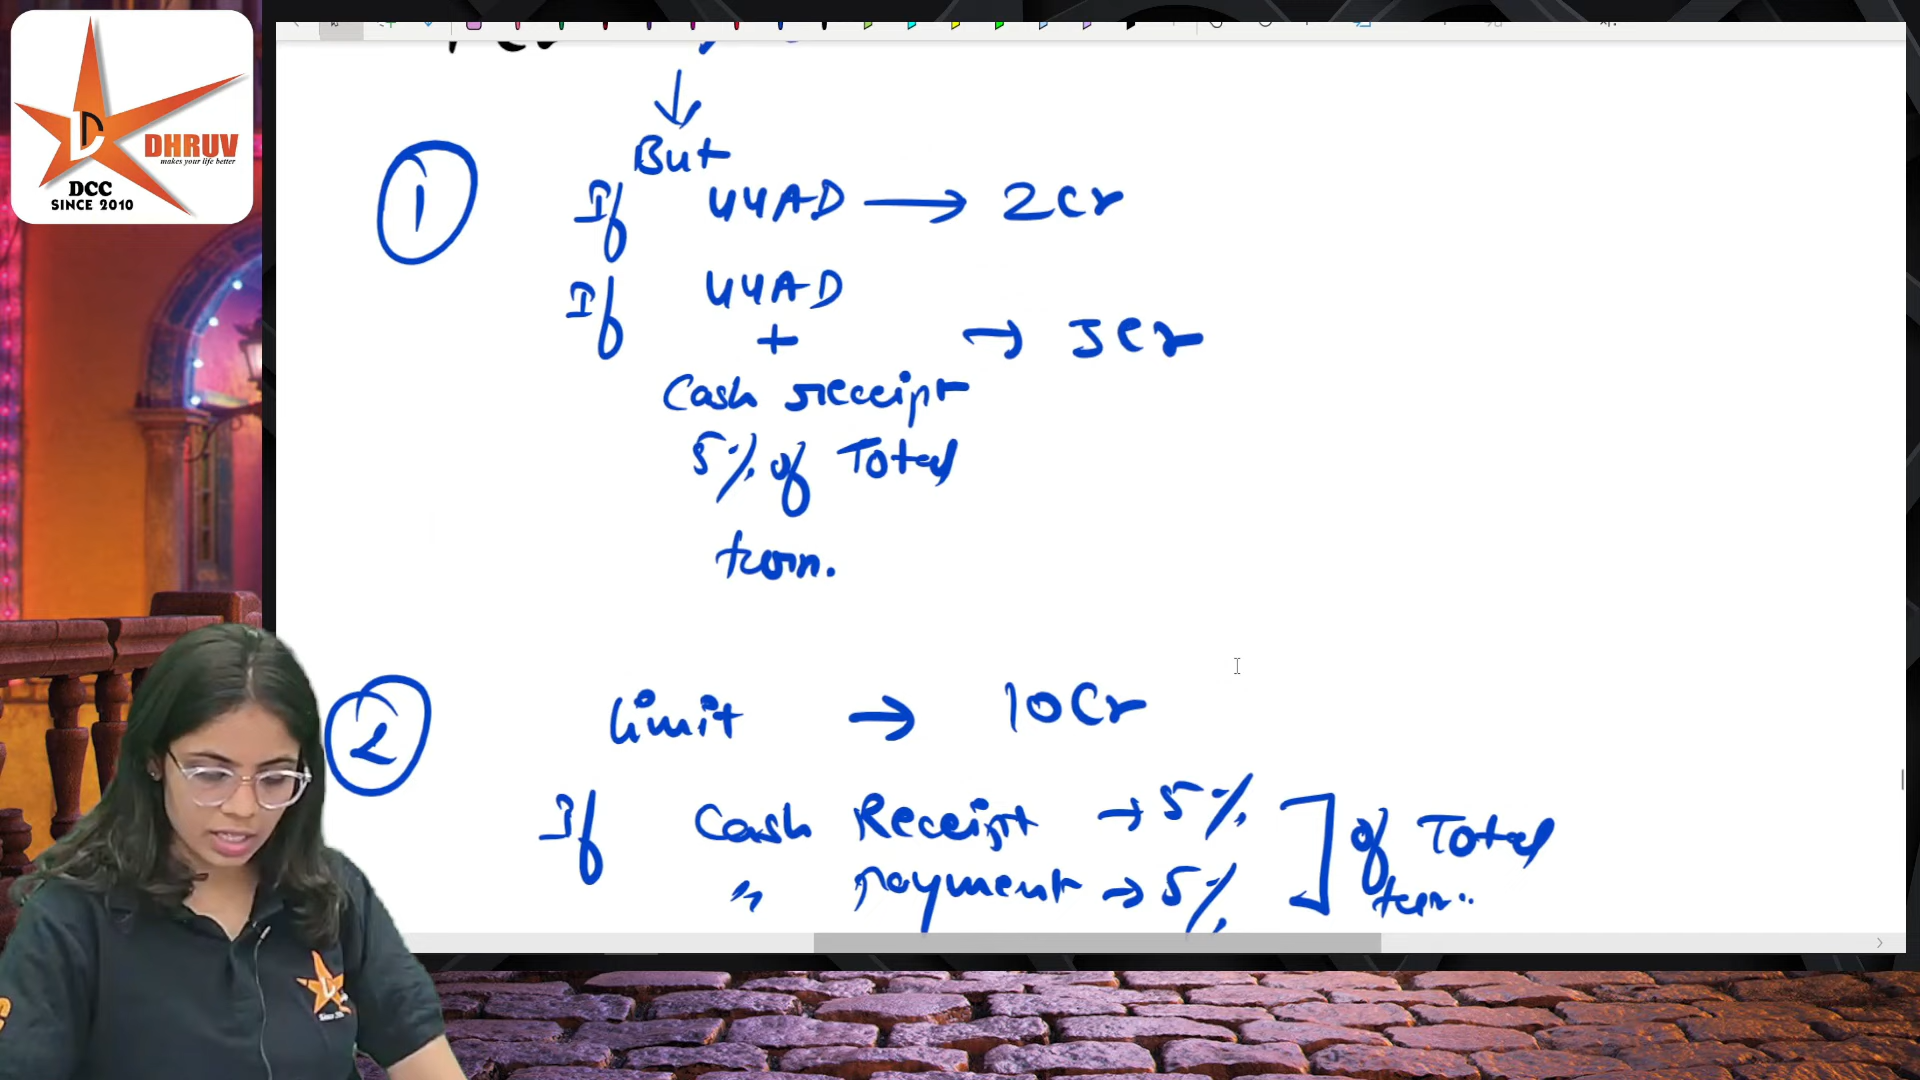 DHRUV
makes your life better
DCC
SINCE 2010
But
1
If 44AD → 2Cr
If 44AD
+ → 3Cr
Cash receipt
5% of Total
turn.
2 limit → 10Cr
If Cash Receipt → 5%
〃 payment → 5% ] of Total
turn.